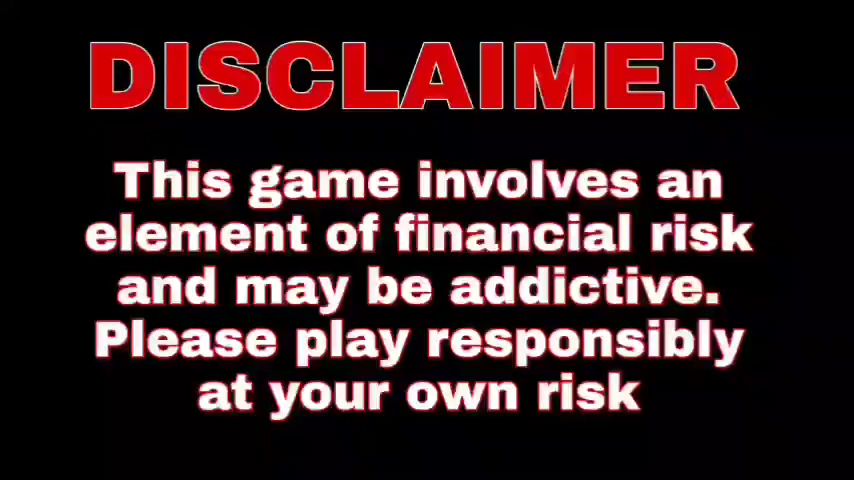 DISCLAIMER
This game involves an
element of financial risk
and may be addictive.
Please play responsibly
at your own risk